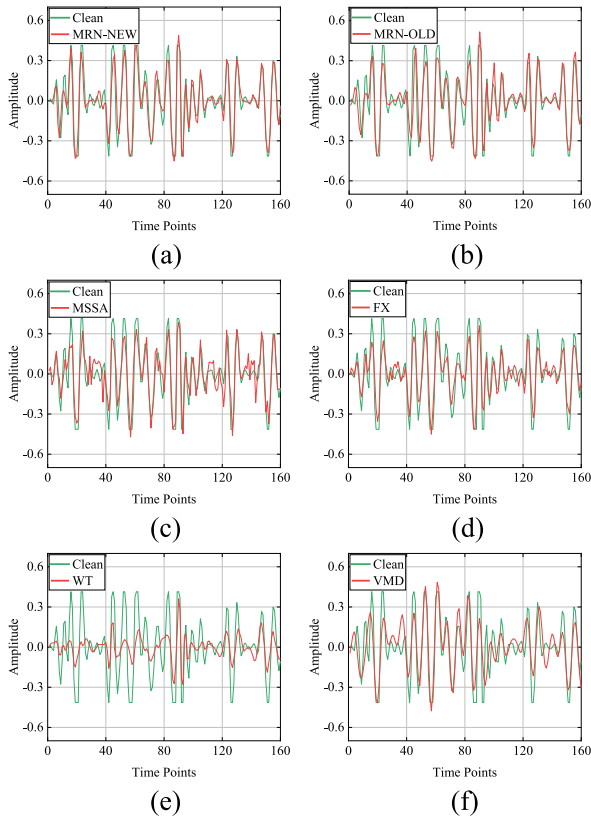 Clean
MRN-NEW
Amplitude
0.6
0.3
0.0
-0.3
-0.6
0 40 80 120 160
Time Points
(a)
Clean
MRN-OLD
Amplitude
0.6
0.3
0.0
-0.3
-0.6
0 40 80 120 160
Time Points
(b)
Clean
MSSA
Amplitude
0.6
0.3
0.0
-0.3
-0.6
0 40 80 120 160
Time Points
(c)
Clean
FX
Amplitude
0.6
0.3
0.0
-0.3
-0.6
0 40 80 120 160
Time Points
(d)
Clean
WT
Amplitude
0.6
0.3
0.0
-0.3
-0.6
0 40 80 120 160
Time Points
(e)
Clean
VMD
Amplitude
0.6
0.3
0.0
-0.3
-0.6
0 40 80 120 160
Time Points
(f)